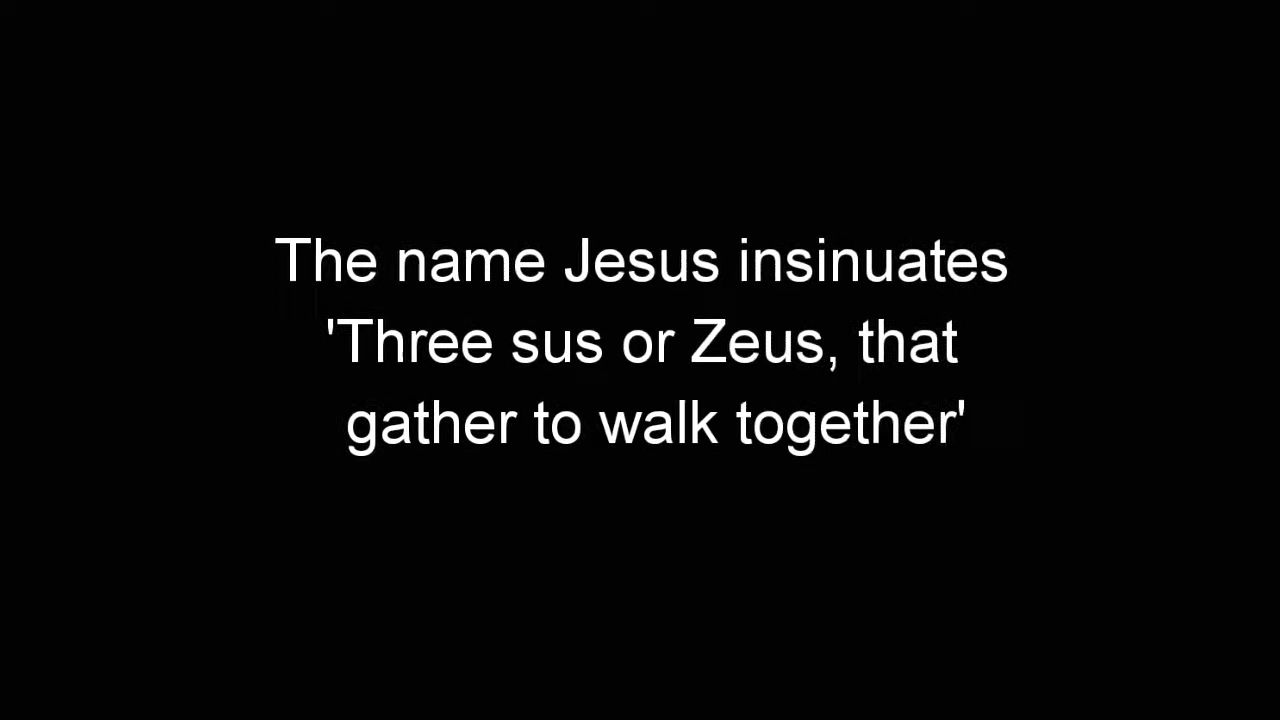 The name Jesus insinuates
'Three sus or Zeus, that
gather to walk together'